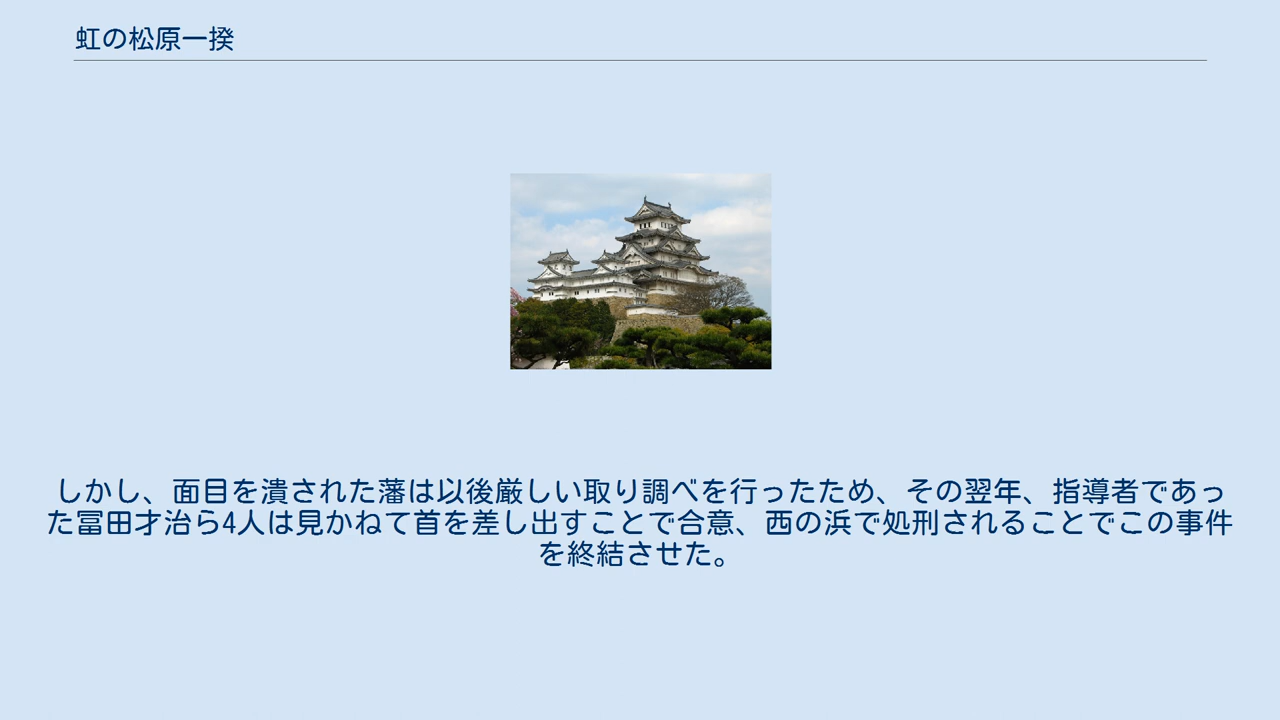 虹の松原一揆
しかし、面目を潰された藩は以後厳しい取り調べを行ったため、その翌年、指導者であっ
た冨田才治ら4人は見かねて首を差し出すことで合意、西の浜で処刑されることでこの事件
を終結させた。